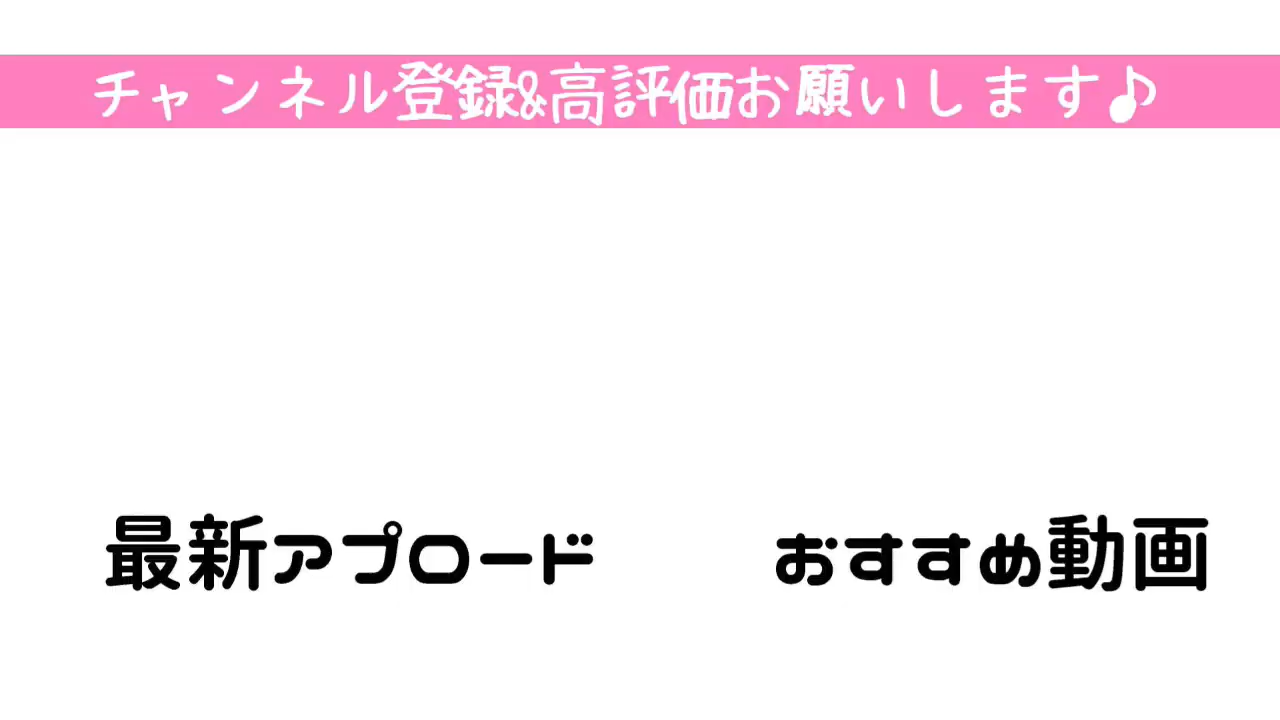 チャンネル登録&高評価お願いします♪
最新アプロード
おすすめ動画